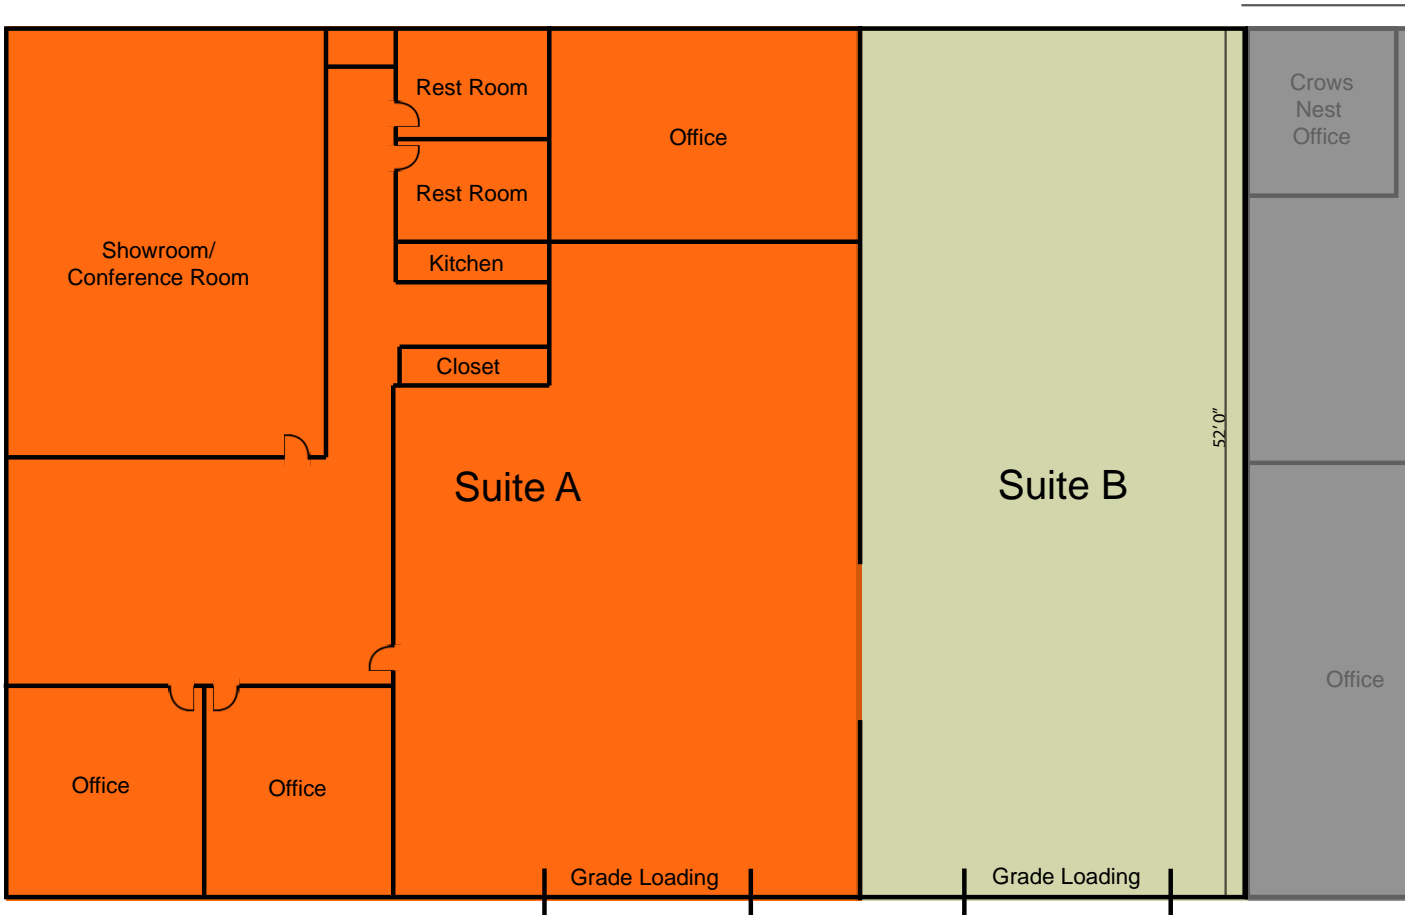 Rest Room
Office
Crows
Nest
Office
Rest Room
Showroom/
Conference Room
Kitchen
Closet
52' 0"
Suite A
Suite B
Office
Office
Office
Grade Loading
Grade Loading